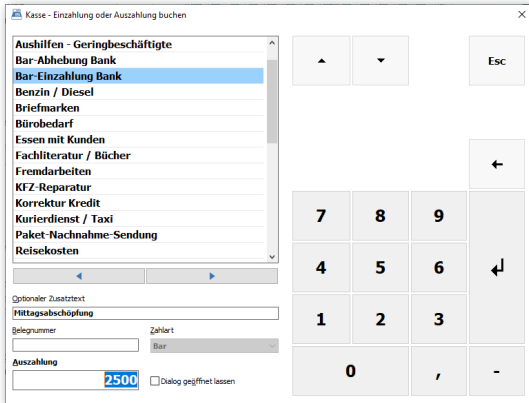 Kasse - Einzahlung oder Auszahlung buchen
Aushilfen - Geringbeschäftigte
Bar-Abhebung Bank
Bar-Einzahlung Bank
Benzin / Diesel
Briefmarken
Bürobedarf
Essen mit Kunden
Fachliteratur / Bücher
Fremdarbeiten
KFZ-Reparatur
Korrektur Kredit
Kurierdienst / Taxi
Paket-Nachnahme-Sendung
Reisekosten
Optionaler Zusatztext
Mittagsabschöpfung
Belegnummer Zahlart
Bar
Auszahlung
2500 Dialog geöffnet lassen
Esc
7 8 9
4 5 6
1 2 3
0 , -